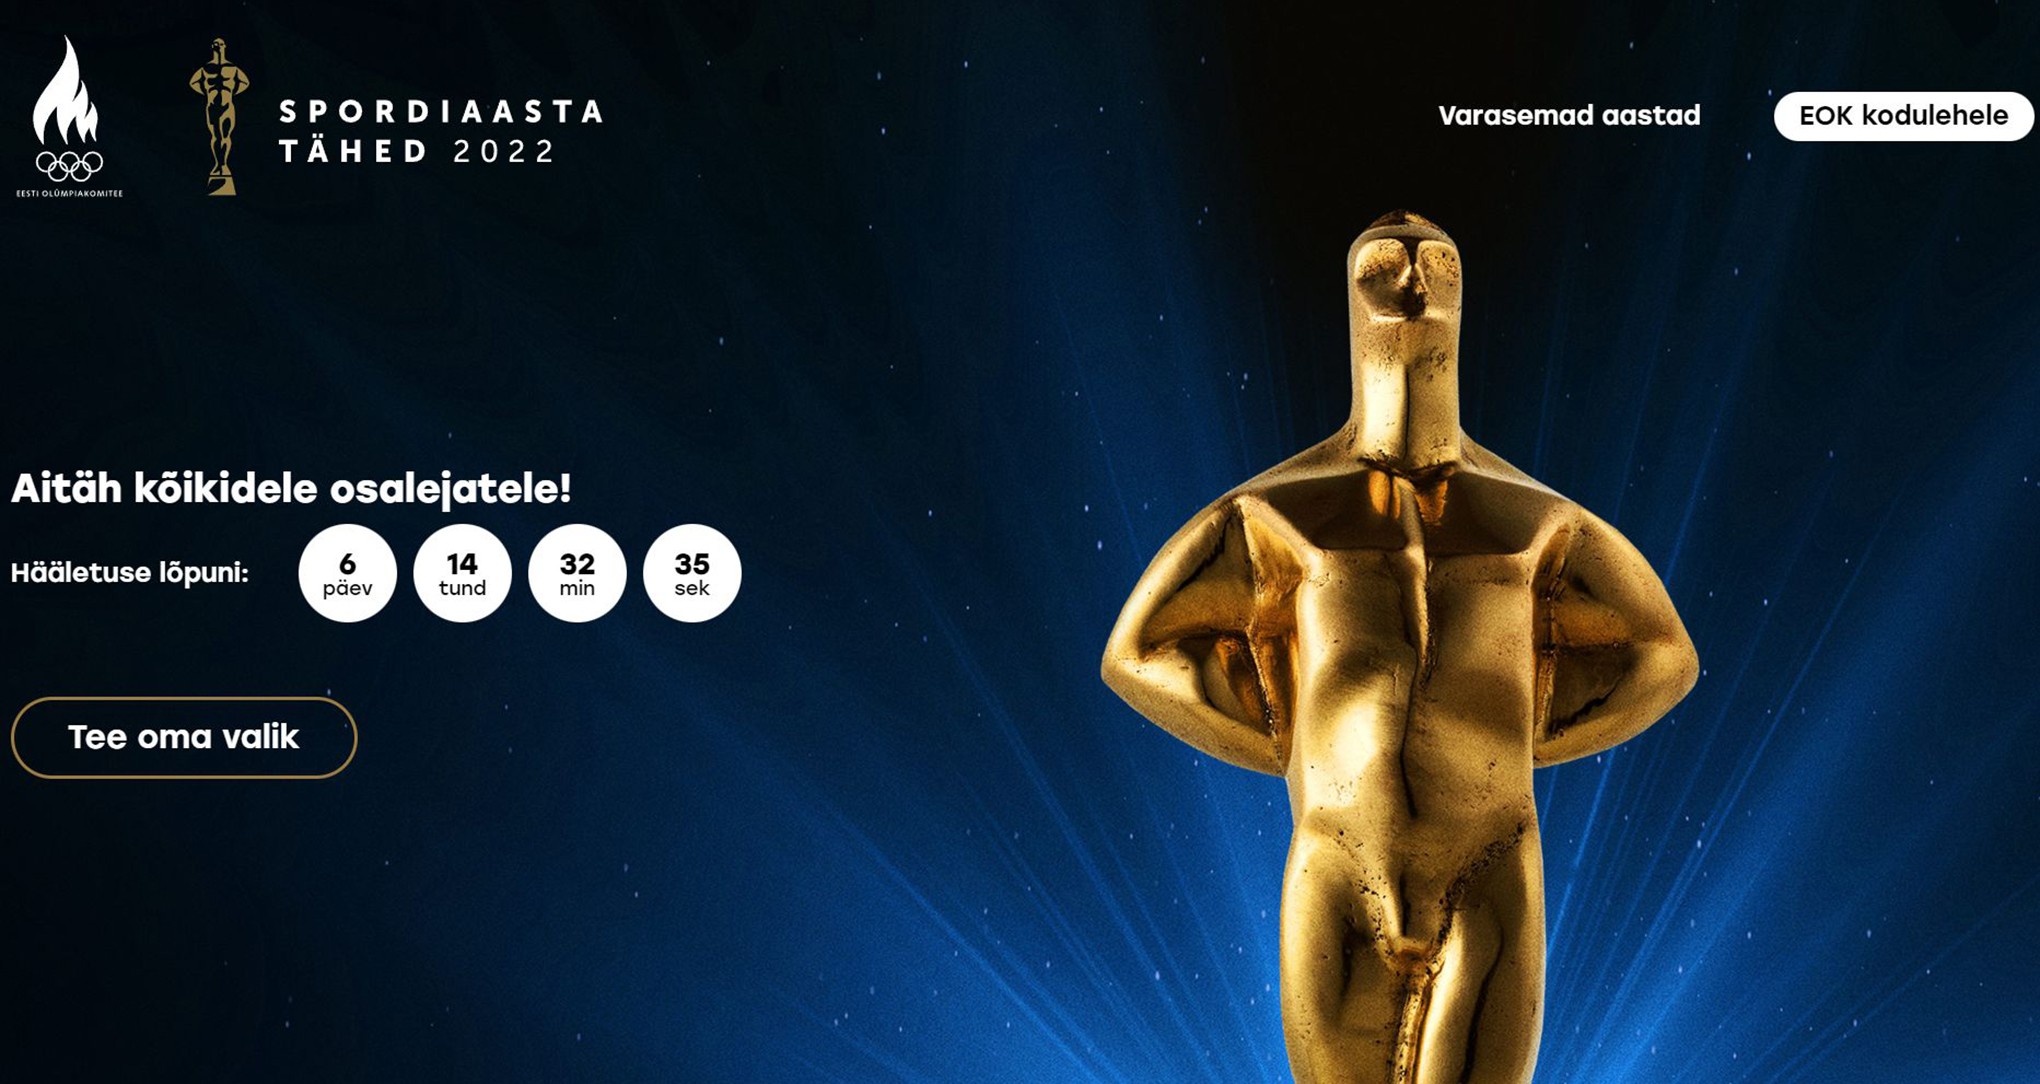 EESTI OLÜMPIAKOMITEE
SPORDIAASTA
TÄHED 2022
Varasemad aastad
EOK kodulehele
Aitäh kõikidele osalejatele!
Hääletuse lõpuni:
6
päev
14
tund
32
min
35
sek
Tee oma valik